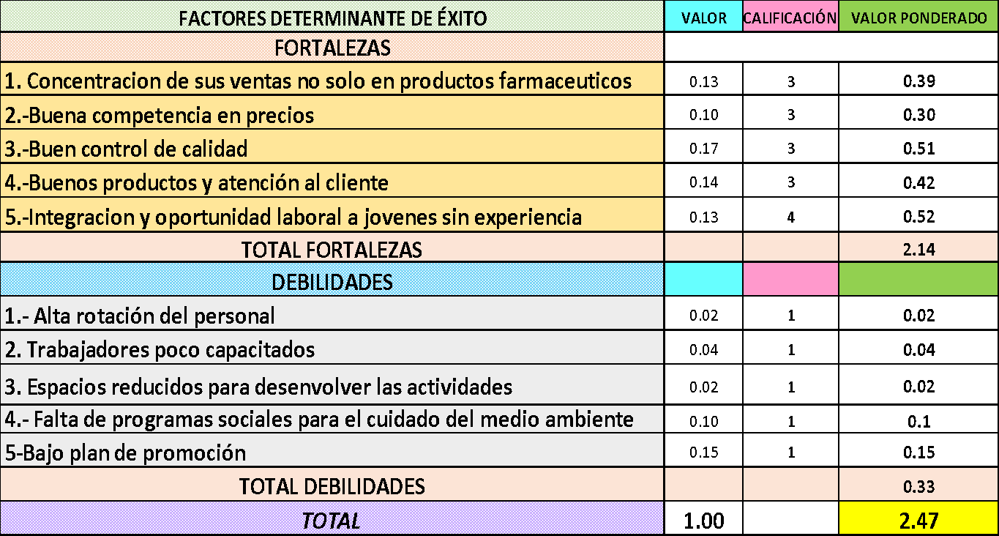 FACTORES DETERMINANTE DE ÉXITO VALOR CALIFICACIÓN VALOR PONDERADO
FORTALEZAS
1. Concentracion de sus ventas no solo en productos farmaceuticos 0.13 3 0.39
2.-Buena competencia en precios 0.10 3 0.30
3.-Buen control de calidad 0.17 3 0.51
4.-Buenos productos y atención al cliente 0.14 3 0.42
5.-Integracion y oportunidad laboral a jovenes sin experiencia 0.13 4 0.52
TOTAL FORTALEZAS 2.14
DEBILIDADES
1.- Alta rotación del personal 0.02 1 0.02
2. Trabajadores poco capacitados 0.04 1 0.04
3. Espacios reducidos para desenvolver las actividades 0.02 1 0.02
4.- Falta de programas sociales para el cuidado del medio ambiente 0.10 1 0.1
5-Bajo plan de promoción 0.15 1 0.15
TOTAL DEBILIDADES 0.33
TOTAL 1.00 2.47